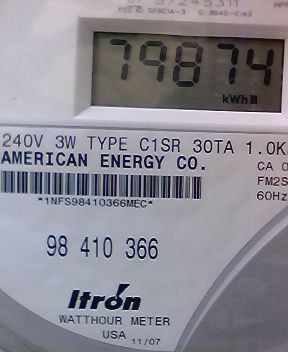 79874
kWh
240V 3W TYPE C1SR 30TA 1.0K
AMERICAN ENERGY CO.
CA 0
FM2S
60Hz
*1NFS98410366MEC*
98 410 366
Itron
WATTHOUR METER
USA 11/07